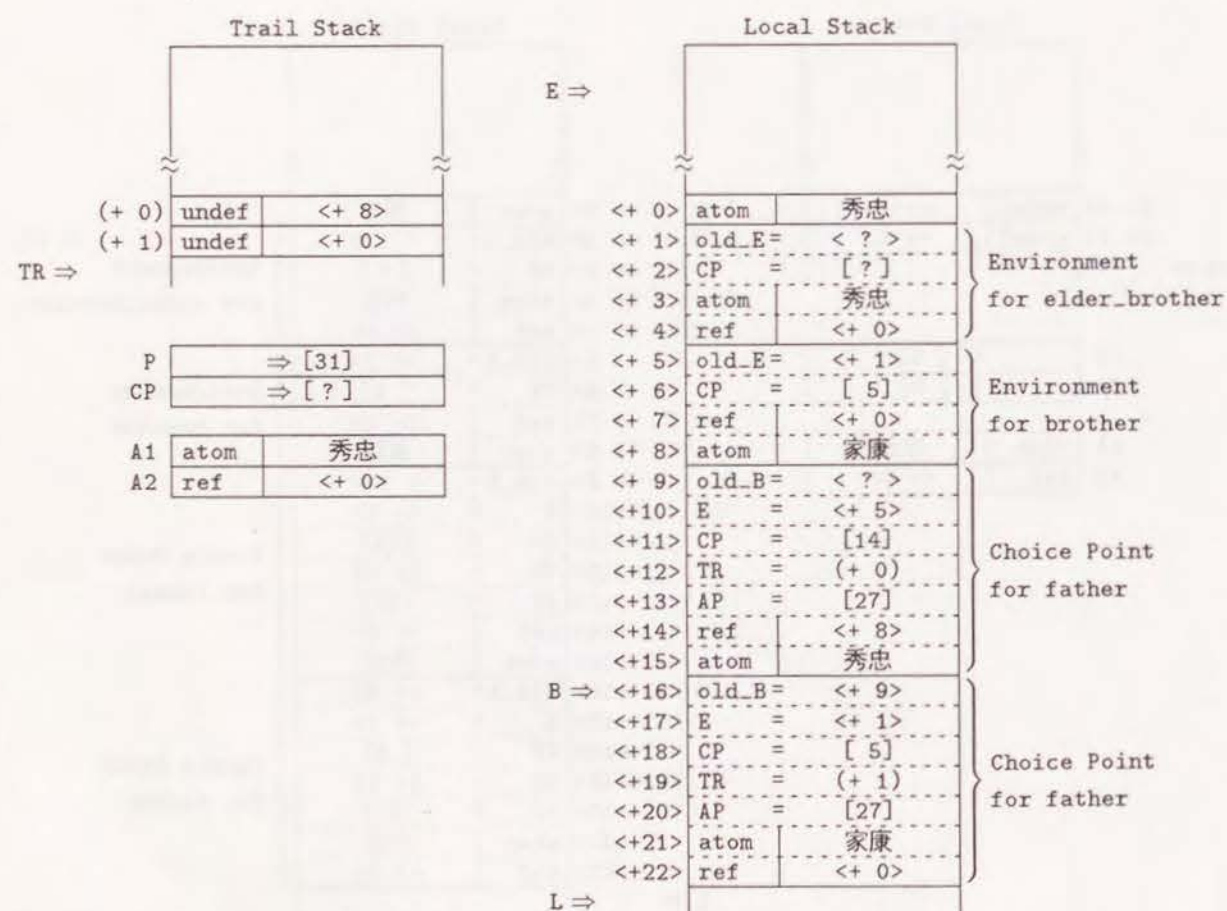 Trail Stack
(+ 0) undef <+ 8>
(+ 1) undef <+ 0>
TR ⇒
P ⇒ [31]
CP ⇒ [ ? ]
A1 atom 秀忠
A2 ref <+ 0>
Local Stack
E ⇒
<+ 0> atom 秀忠
<+ 1> old_E= < ? >
<+ 2> CP = [ ? ]
<+ 3> atom 秀忠
<+ 4> ref <+ 0>
Environment
for elder_brother
<+ 5> old_E= <+ 1>
<+ 6> CP = [ 5]
<+ 7> ref <+ 0>
<+ 8> atom 家康
Environment
for brother
<+ 9> old_B= < ? >
<+10> E = <+ 5>
<+11> CP = [14]
<+12> TR = (+ 0)
<+13> AP = [27]
<+14> ref <+ 8>
<+15> atom 秀忠
Choice Point
for father
B ⇒ <+16> old_B= <+ 9>
<+17> E = <+ 1>
<+18> CP = [ 5]
<+19> TR = (+ 1)
<+20> AP = [27]
<+21> atom 家康
<+22> ref <+ 0>
Choice Point
for father
L ⇒